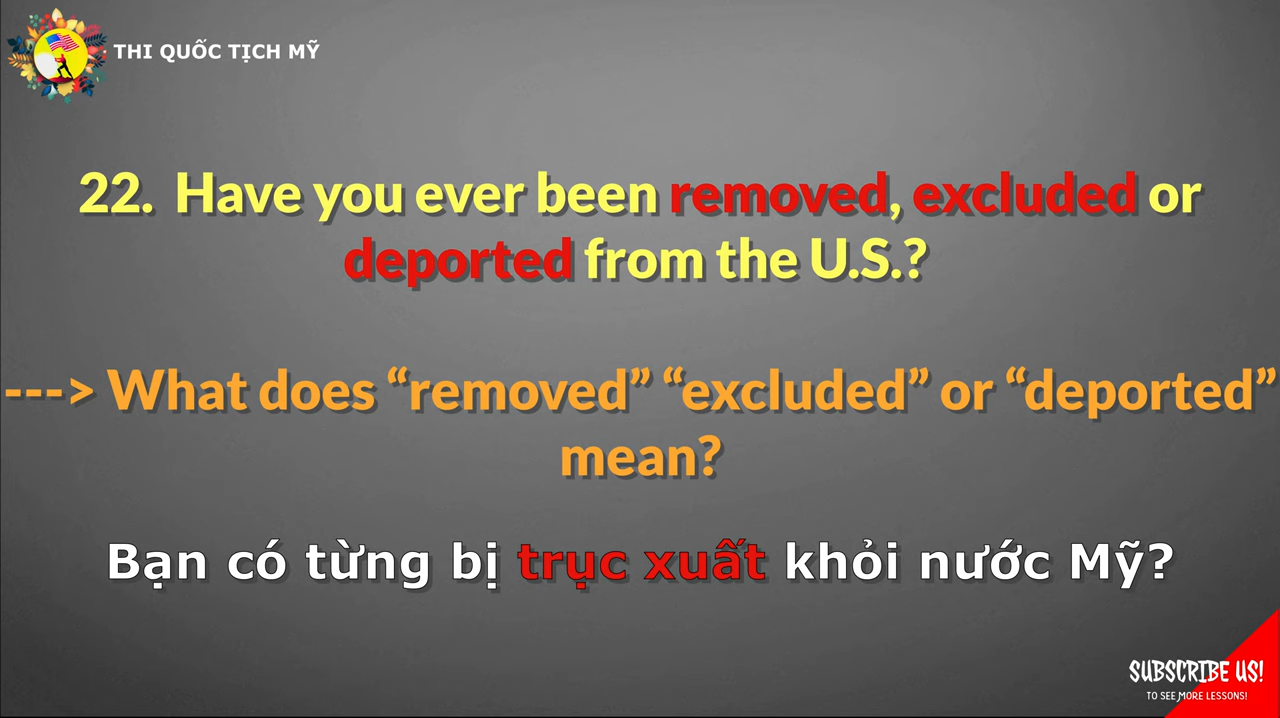 THI QUỐC TỊCH MỸ
22. Have you ever been removed, excluded or
deported from the U.S.?
---> What does “removed” “excluded” or “deported”
mean?
Bạn có từng bị trục xuất khỏi nước Mỹ?
SUBSCRIBE US!
TO SEE MORE LESSONS!